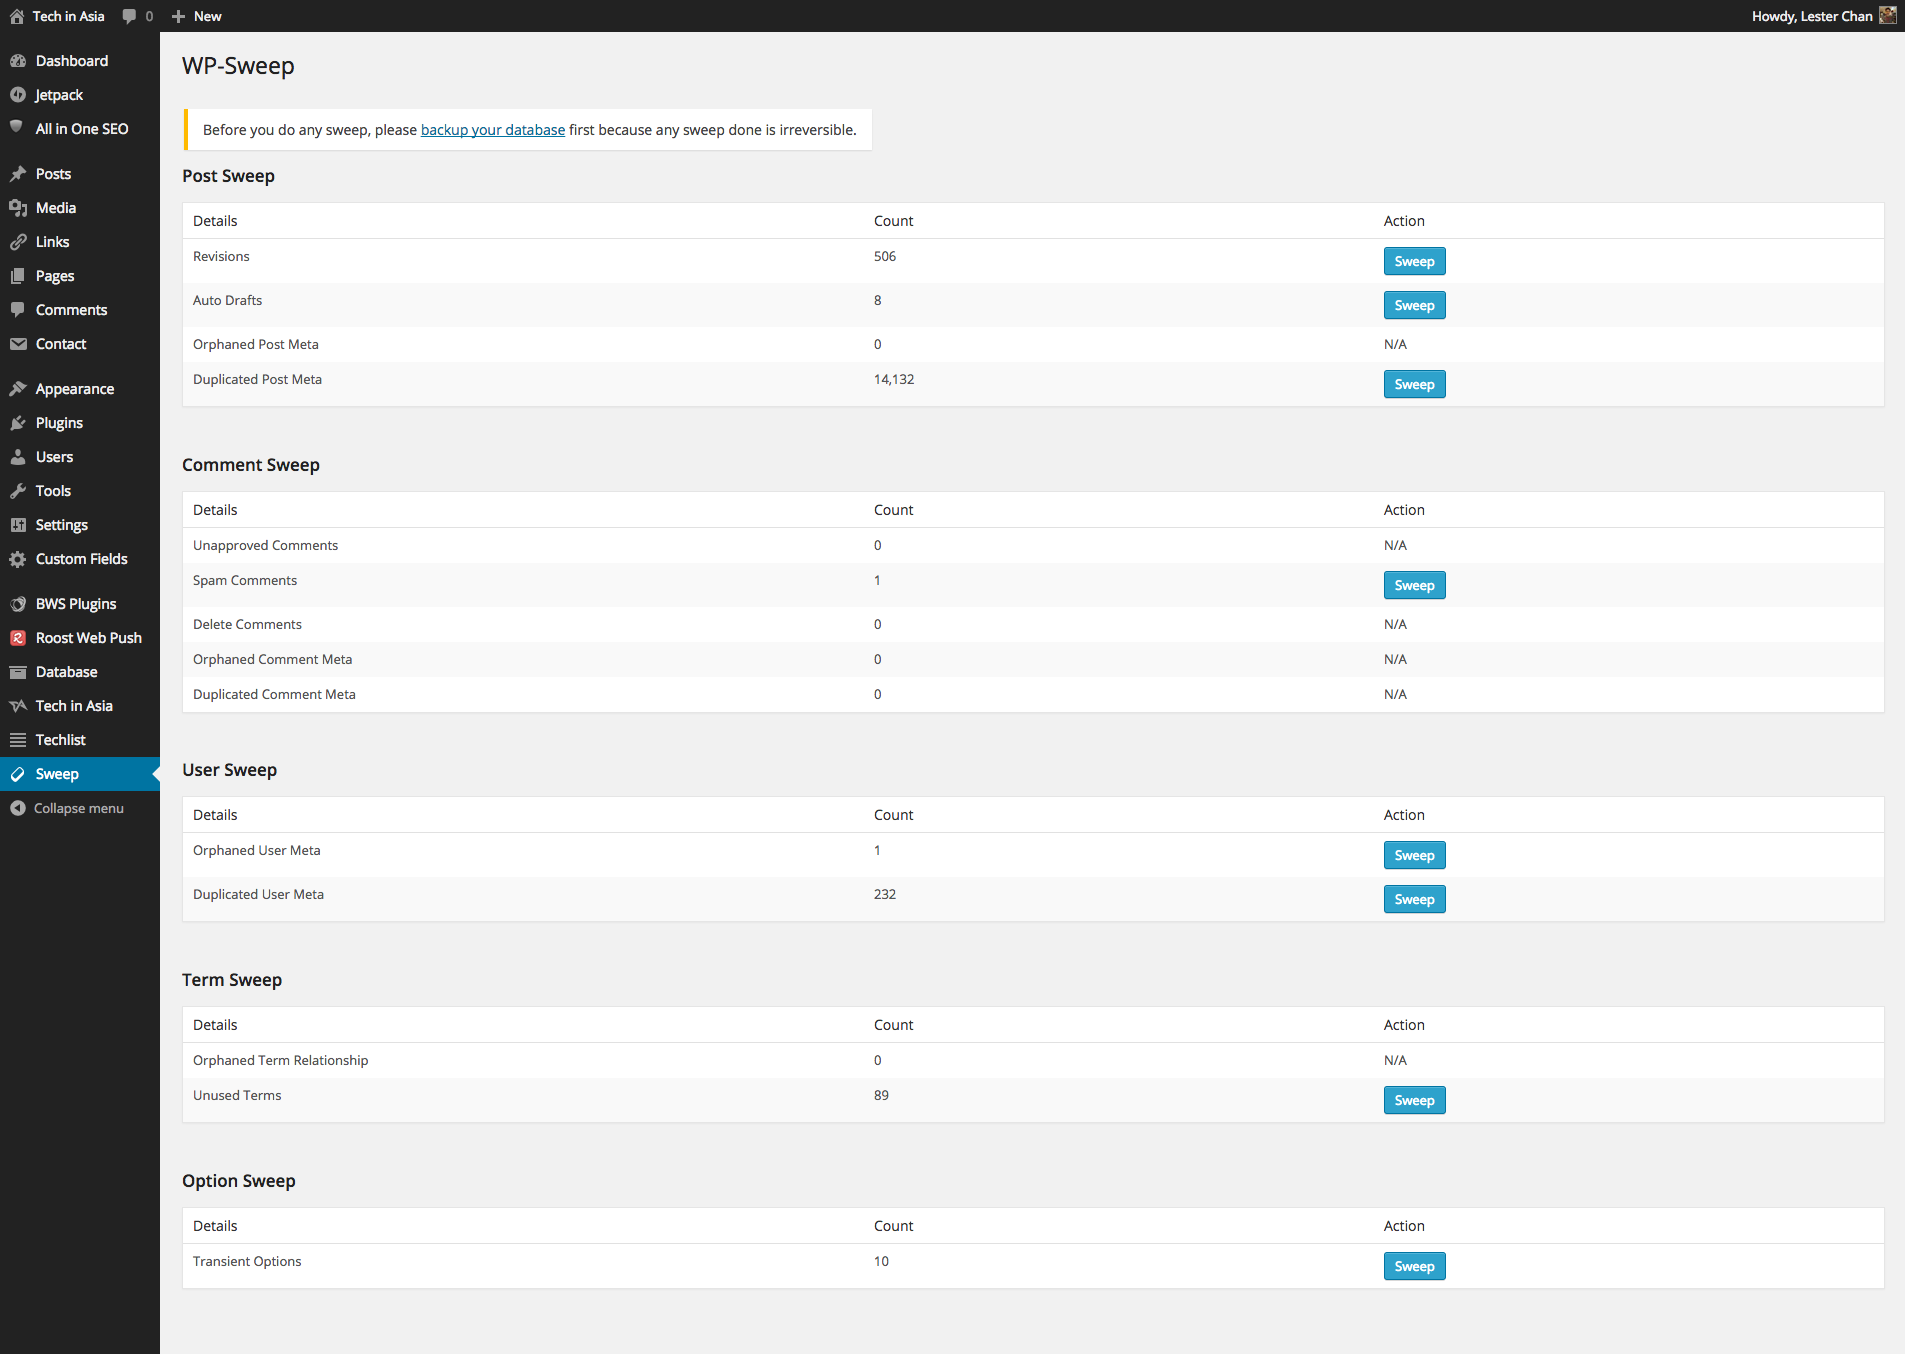 Tech in Asia 0 New Howdy, Lester Chan
Dashboard
Jetpack
All in One SEO
Posts
Media
Links
Pages
Comments
Contact
Appearance
Plugins
Users
Tools
Settings
Custom Fields
BWS Plugins
Roost Web Push
Database
Tech in Asia
Techlist
Sweep
Collapse menu
WP-Sweep
Before you do any sweep, please backup your database first because any sweep done is irreversible.
Post Sweep
Details Count Action
Revisions 506 Sweep
Auto Drafts 8 Sweep
Orphaned Post Meta 0 N/A
Duplicated Post Meta 14,132 Sweep
Comment Sweep
Details Count Action
Unapproved Comments 0 N/A
Spam Comments 1 Sweep
Delete Comments 0 N/A
Orphaned Comment Meta 0 N/A
Duplicated Comment Meta 0 N/A
User Sweep
Details Count Action
Orphaned User Meta 1 Sweep
Duplicated User Meta 232 Sweep
Term Sweep
Details Count Action
Orphaned Term Relationship 0 N/A
Unused Terms 89 Sweep
Option Sweep
Details Count Action
Transient Options 10 Sweep